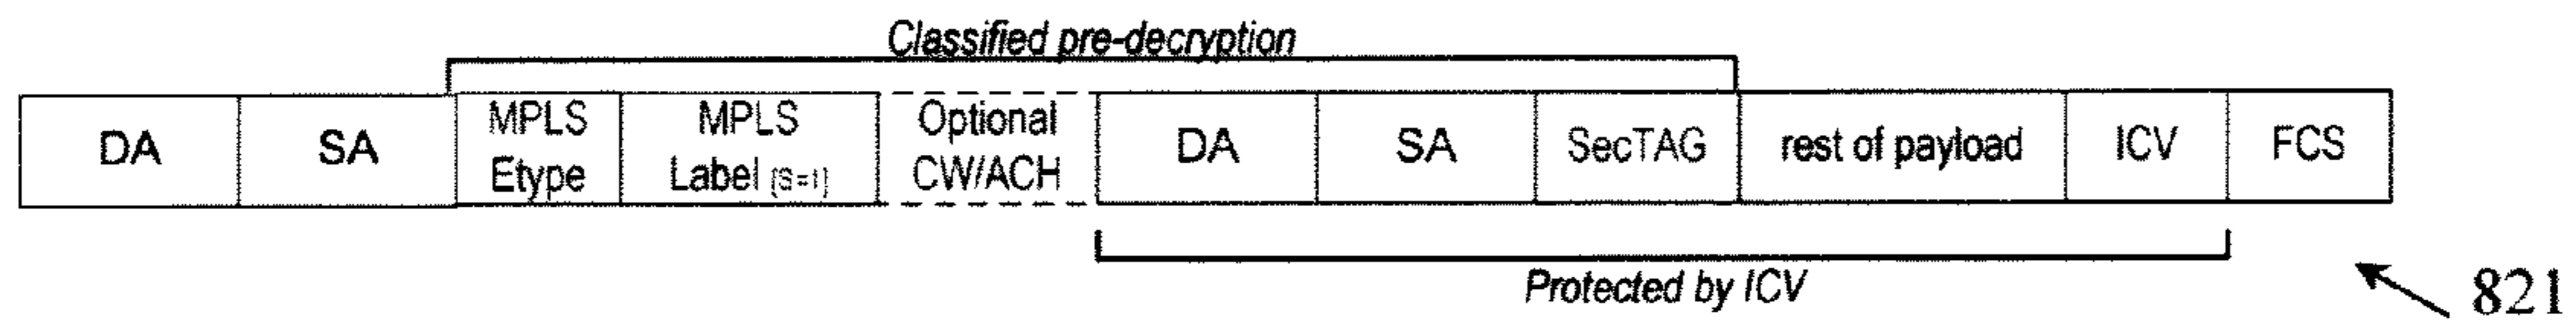 Classified pre-decryption
DA SA MPLS Etype MPLS Label [S=1] Optional CW/ACH DA SA SecTAG rest of payload ICV FCS
Protected by ICV
821